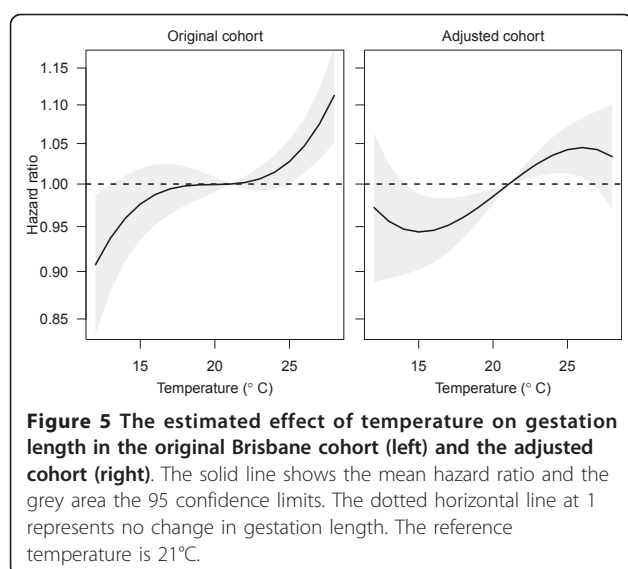 Original cohort
Adjusted cohort
1.15
1.10
1.05
1.00
0.95
0.90
0.85
Hazard ratio
15 20 25
15 20 25
Temperature (° C)
Temperature (° C)
Figure 5 The estimated effect of temperature on gestation
length in the original Brisbane cohort (left) and the adjusted
cohort (right). The solid line shows the mean hazard ratio and the
grey area the 95 confidence limits. The dotted horizontal line at 1
represents no change in gestation length. The reference
temperature is 21°C.